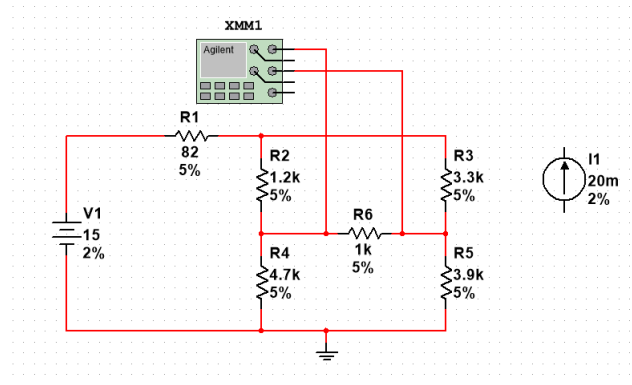 XMM1
Agilent
R1
82
5%
R2
1.2k
5%
R3
3.3k
5%
I1
20m
2%
V1
15
2%
R6
1k
5%
R4
4.7k
5%
R5
3.9k
5%